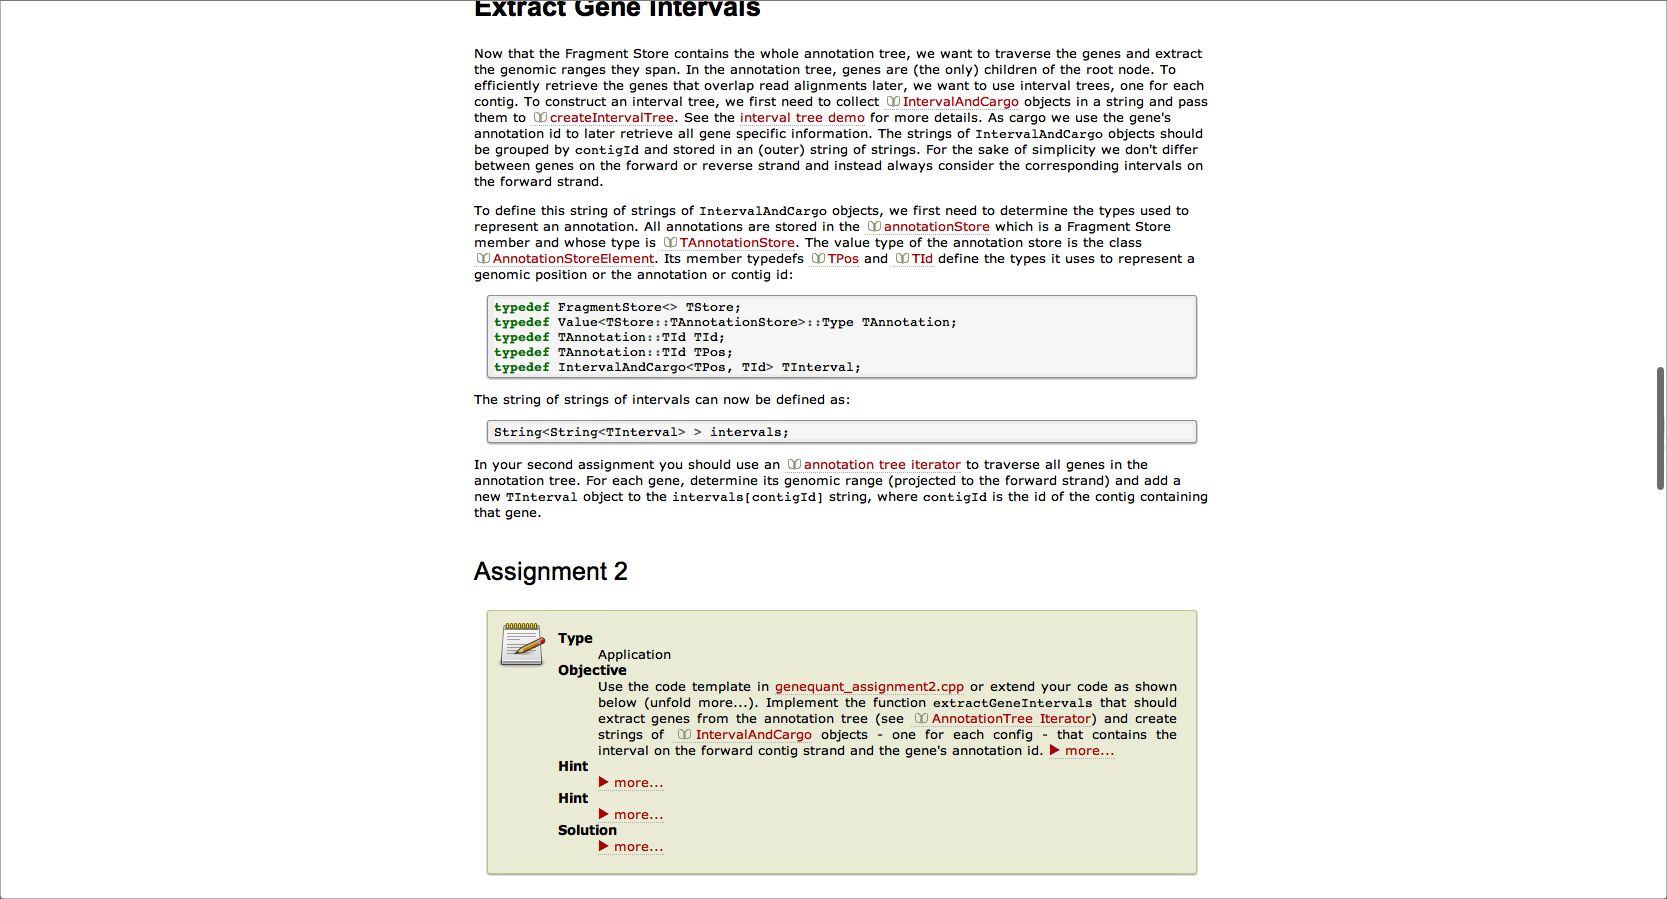 Extract Gene Intervals
Now that the Fragment Store contains the whole annotation tree, we want to traverse the genes and extract
the genomic ranges they span. In the annotation tree, genes are (the only) children of the root node. To
efficiently retrieve the genes that overlap read alignments later, we want to use interval trees, one for each
contig. To construct an interval tree, we first need to collect IntervalAndCargo objects in a string and pass
them to createIntervalTree. See the interval tree demo for more details. As cargo we use the gene's
annotation id to later retrieve all gene specific information. The strings of IntervalAndCargo objects should
be grouped by contigId and stored in an (outer) string of strings. For the sake of simplicity we don't differ
between genes on the forward or reverse strand and instead always consider the corresponding intervals on
the forward strand.
To define this string of strings of IntervalAndCargo objects, we first need to determine the types used to
represent an annotation. All annotations are stored in the annotationStore which is a Fragment Store
member and whose type is TAnnotationStore. The value type of the annotation store is the class
AnnotationStoreElement. Its member typedefs TPos and TId define the types it uses to represent a
genomic position or the annotation or contig id:
typedef FragmentStore<> TStore;
typedef Value<TStore::TAnnotationStore>::Type TAnnotation;
typedef TAnnotation::TId TId;
typedef TAnnotation::TId TPos;
typedef IntervalAndCargo<TPos, TId> TInterval;
The string of strings of intervals can now be defined as:
String<String<TInterval> > intervals;
In your second assignment you should use an annotation tree iterator to traverse all genes in the
annotation tree. For each gene, determine its genomic range (projected to the forward strand) and add a
new TInterval object to the intervals[contigId] string, where contigId is the id of the contig containing
that gene.
Assignment 2
Type
Application
Objective
Use the code template in genequant_assignment2.cpp or extend your code as shown
below (unfold more...). Implement the function extractGeneIntervals that should
extract genes from the annotation tree (see AnnotationTree Iterator) and create
strings of IntervalAndCargo objects - one for each config - that contains the
interval on the forward contig strand and the gene's annotation id. ▶ more...
Hint
▶ more...
Hint
▶ more...
Solution
▶ more...